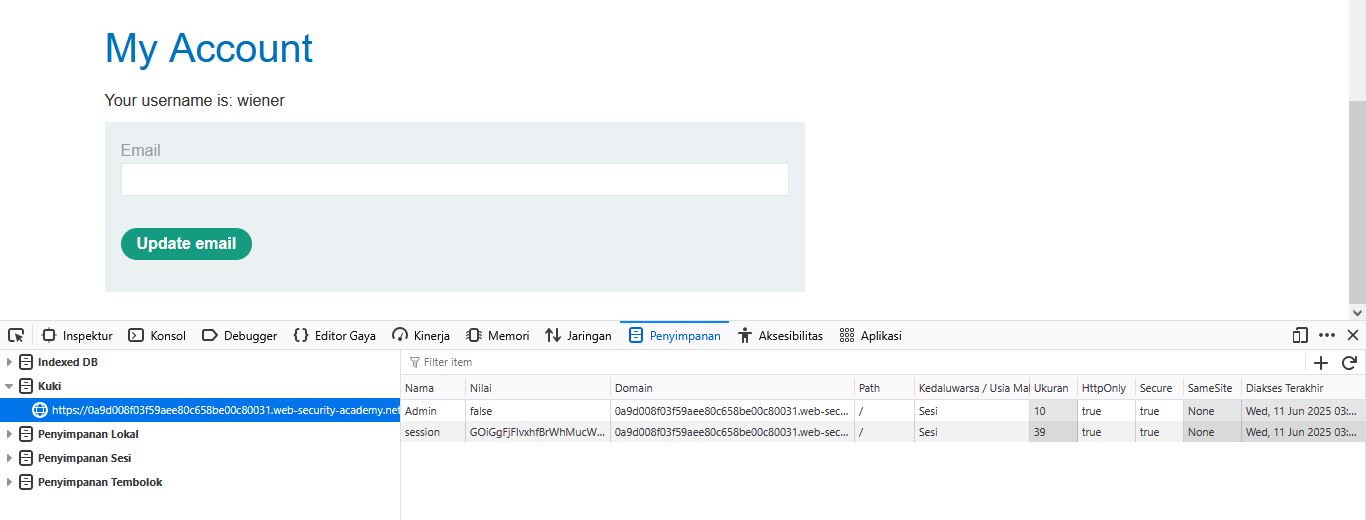 My Account
Your username is: wiener
Email
Update email
Inspektur Konsol Debugger Editor Gaya Kinerja Memori Jaringan Penyimpanan Aksesibilitas Aplikasi
Indexed DB
Kuki
https://0a9d008f03f59aee80c658be00c80031.web-security-academy.net
Penyimpanan Lokal
Penyimpanan Sesi
Penyimpanan Tembolok
Filter item
Nama Nilai Domain Path Kedaluwarsa / Usia Mal Ukuran HttpOnly Secure SameSite Diakses Terakhir
Admin false 0a9d008f03f59aee80c658be00c80031.web-sec... / Sesi 10 true true None Wed, 11 Jun 2025 03:...
session GOiGgFjFlvxhfBrWhMucW... 0a9d008f03f59aee80c658be00c80031.web-sec... / Sesi 39 true true None Wed, 11 Jun 2025 03:...